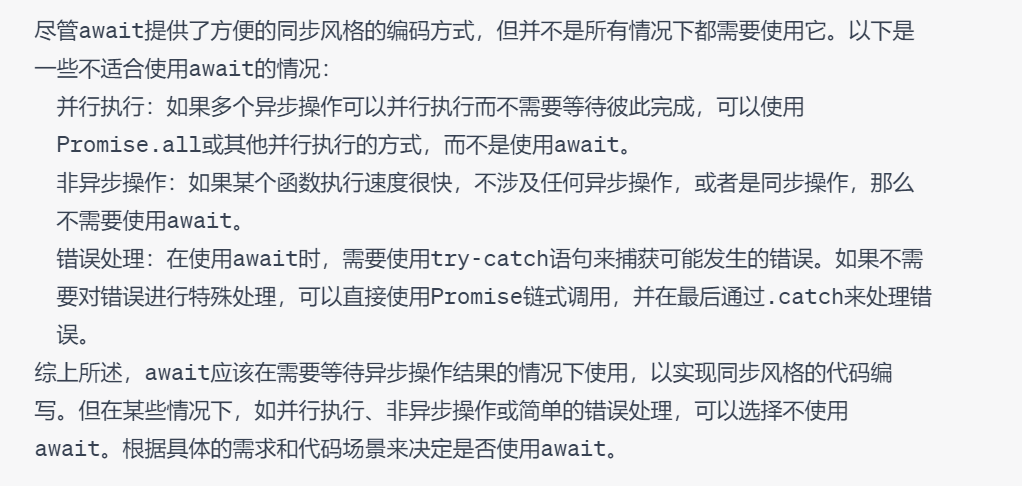 尽管await提供了方便的同步风格的编码方式，但并不是所有情况下都需要使用它。以下是
一些不适合使用await的情况：
并行执行：如果多个异步操作可以并行执行而不需要等待彼此完成，可以使用
Promise.all或其他并行执行的方式，而不是使用await。
非异步操作：如果某个函数执行速度很快，不涉及任何异步操作，或者是同步操作，那么
不需要使用await。
错误处理：在使用await时，需要使用try-catch语句来捕获可能发生的错误。如果不需
要对错误进行特殊处理，可以直接使用Promise链式调用，并在最后通过.catch来处理错
误。
综上所述，await应该在需要等待异步操作结果的情况下使用，以实现同步风格的代码编
写。但在某些情况下，如并行执行、非异步操作或简单的错误处理，可以选择不使用
await。根据具体的需求和代码场景来决定是否使用await。